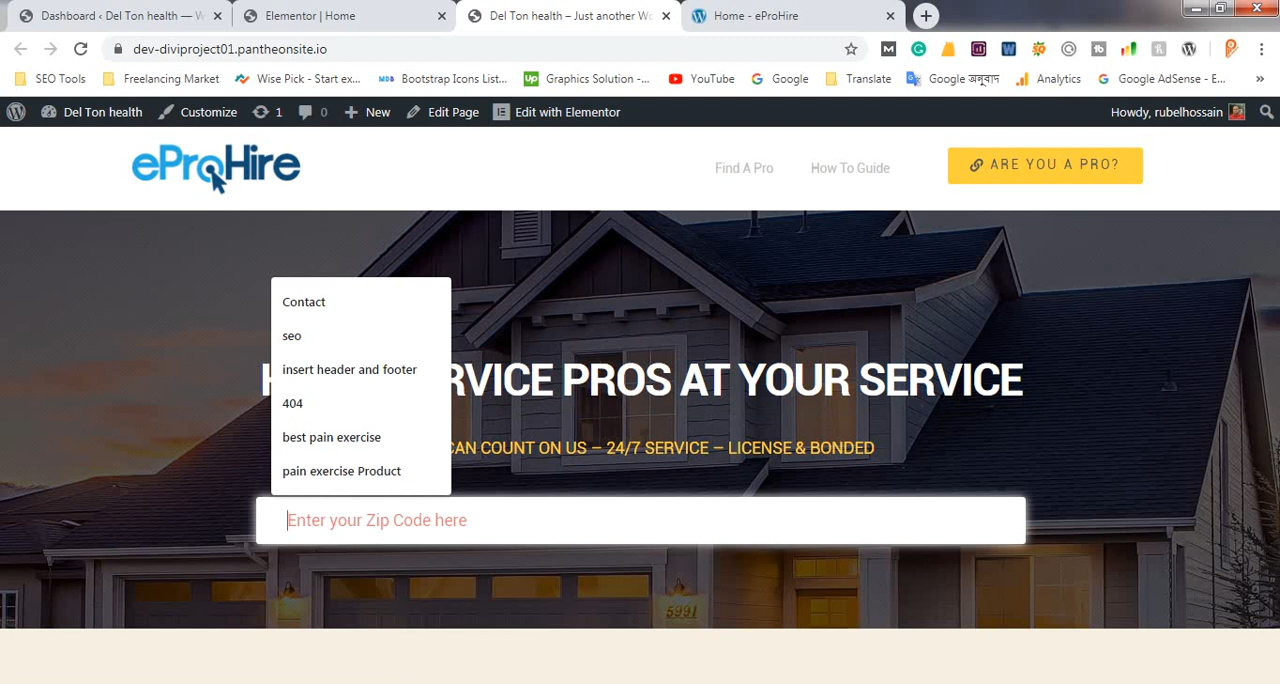 Dashboard ‹ Del Ton health — W
Elementor | Home
Del Ton health – Just another Wo
Home - eProHire
dev-diviproject01.pantheonsite.io
SEO Tools
Freelancing Market
Wise Pick - Start ex...
MDB Bootstrap Icons List...
Up Graphics Solution -...
YouTube
Google
Translate
Google অনুবাদ
Analytics
Google AdSense - E...
Del Ton health
Customize
1
0
New
Edit Page
Edit with Elementor
Howdy, rubelhossain
eProHire
Find A Pro
How To Guide
ARE YOU A PRO?
Contact
seo
insert header and footer
404
best pain exercise
pain exercise Product
RVICE PROS AT YOUR SERVICE
CAN COUNT ON US – 24/7 SERVICE – LICENSE & BONDED
Enter your Zip Code here
5991